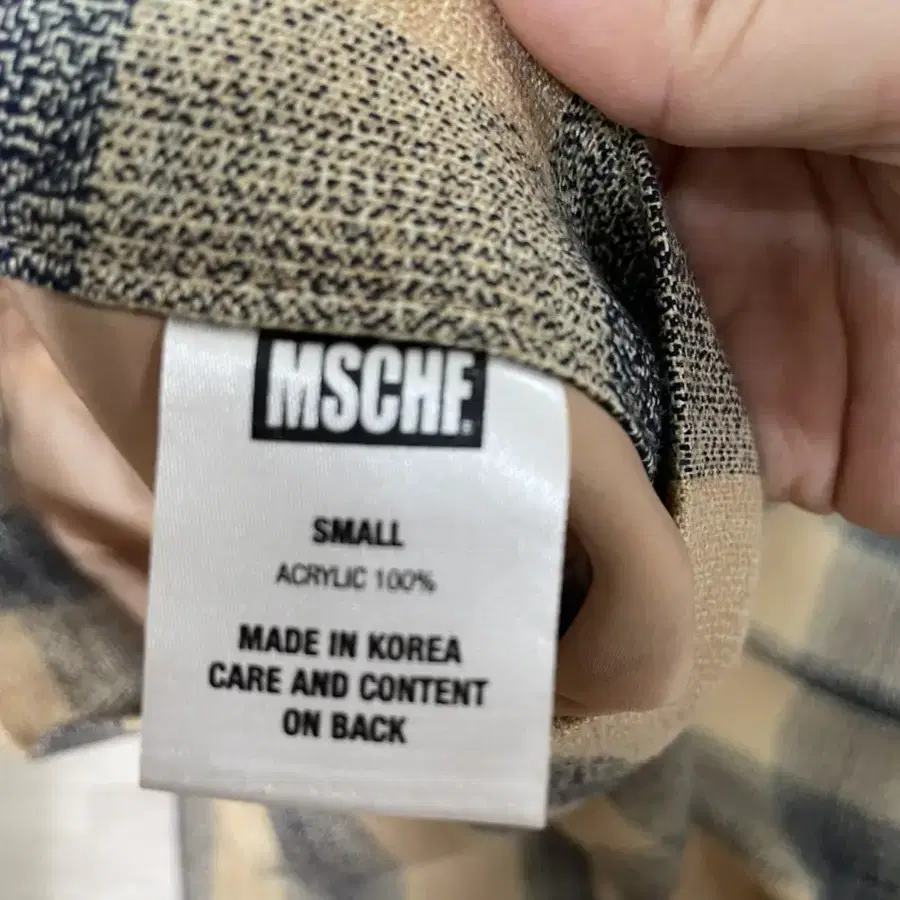 MSCHF
SMALL
ACRYLIC 100%
MADE IN KOREA
CARE AND CONTENT
ON BACK